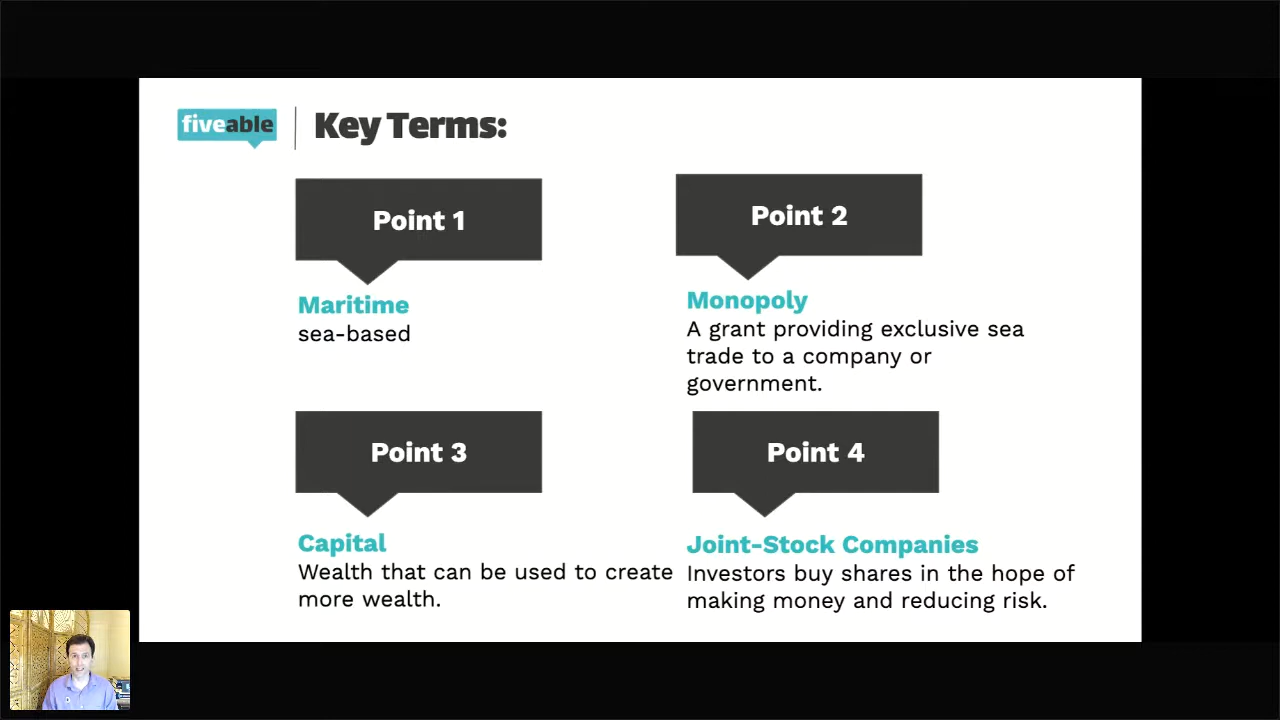 fiveable
Key Terms:
Point 1
Maritime
sea-based
Point 2
Monopoly
A grant providing exclusive sea
trade to a company or
government.
Point 3
Capital
Wealth that can be used to create
more wealth.
Point 4
Joint-Stock Companies
Investors buy shares in the hope of
making money and reducing risk.